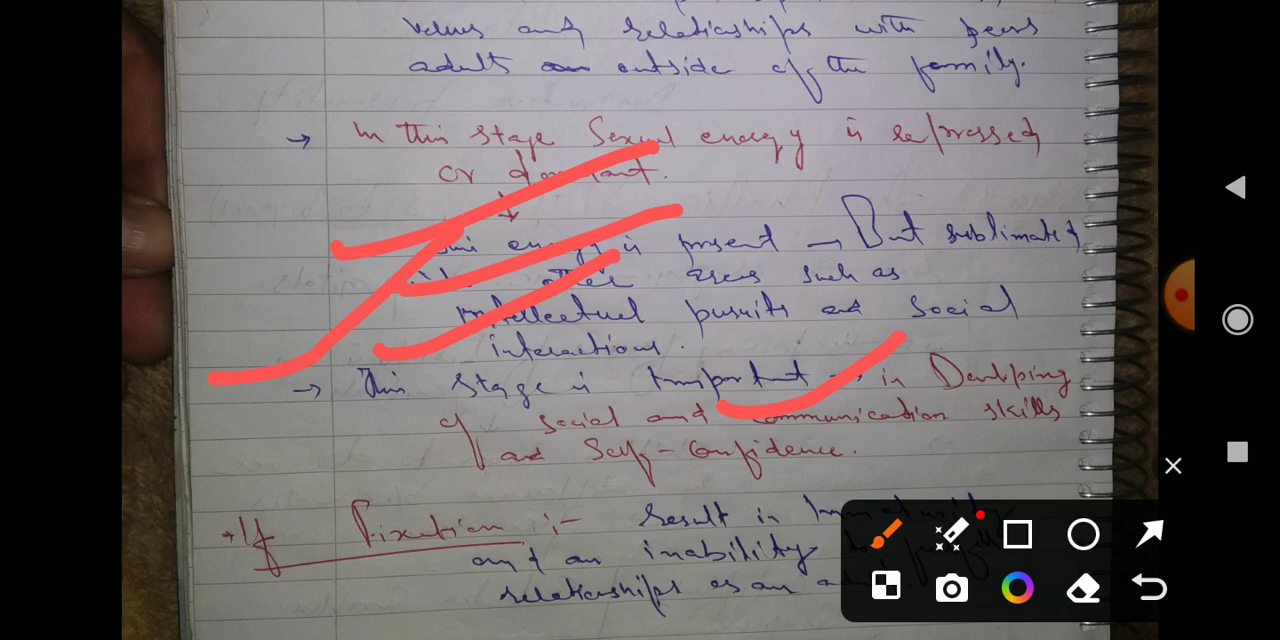 values and relationships with peers
adults outside of the family.
→ In this stage Sexual energy is repressed
or dormant.
↓
This energy is present → But sublimated
into other areas such as
Intellectual pursuits and Social
interactions.
→ This stage is Important → in Developing
of social and communication skills
and Self-Confidence.
* If Fixation :- Result in Immaturity
and an inability
relationships as an